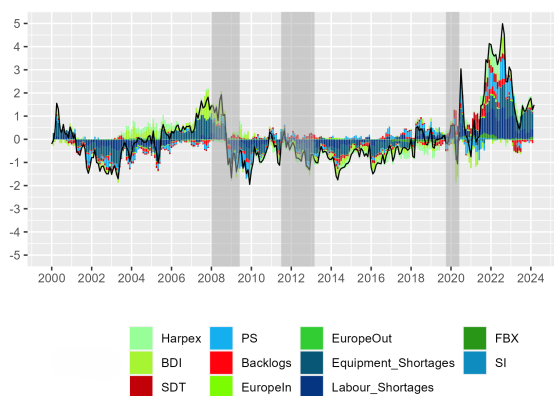 5
4
3
2
1
0
-1
-2
-3
-4
-5
2000 2002 2004 2006 2008 2010 2012 2014 2016 2018 2020 2022 2024
Harpex PS EuropeOut FBX
BDI Backlogs Equipment_Shortages SI
SDT EuropeIn Labour_Shortages